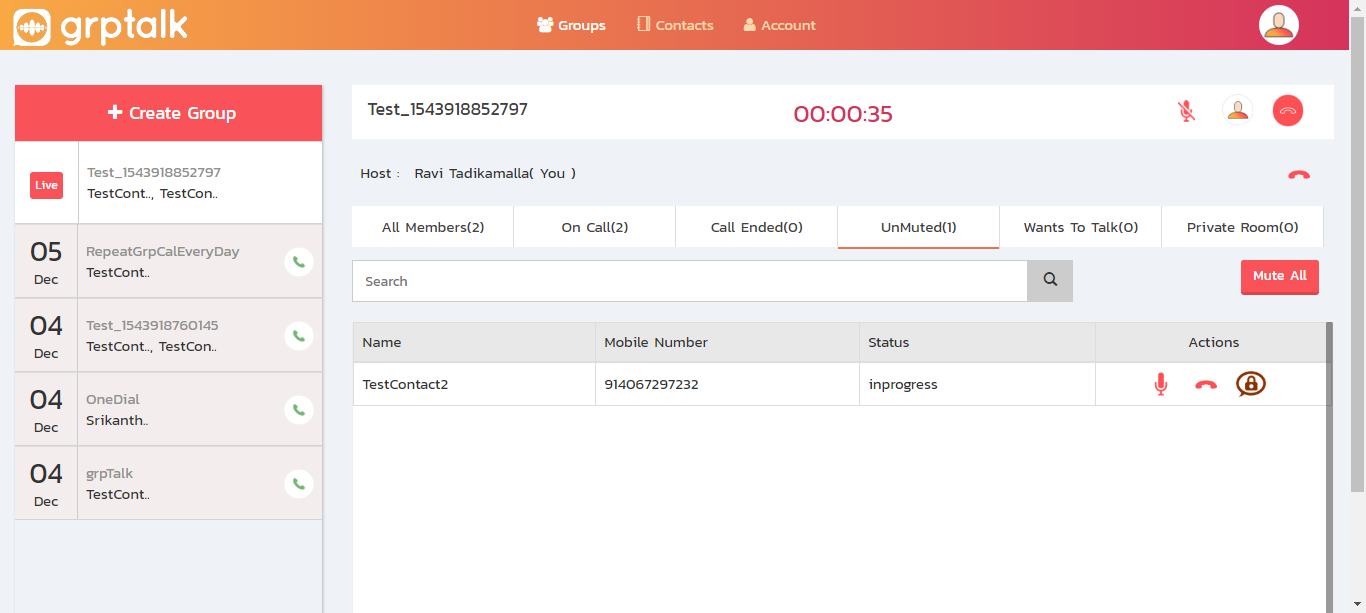 grptalk
Groups Contacts Account
Create Group
Live
Test_1543918852797
TestCont.., TestCon..
05
Dec
RepeatGrpCalEveryDay
TestCont..
04
Dec
Test_1543918760145
TestCont.., TestCon..
04
Dec
OneDial
Srikanth..
04
Dec
grpTalk
TestCont..
Test_1543918852797 00:00:35
Host : Ravi Tadikamalla( You )
All Members(2) On Call(2) Call Ended(0) UnMuted(1) Wants To Talk(0) Private Room(0)
Search
Mute All
Name Mobile Number Status Actions
TestContact2 914067297232 inprogress